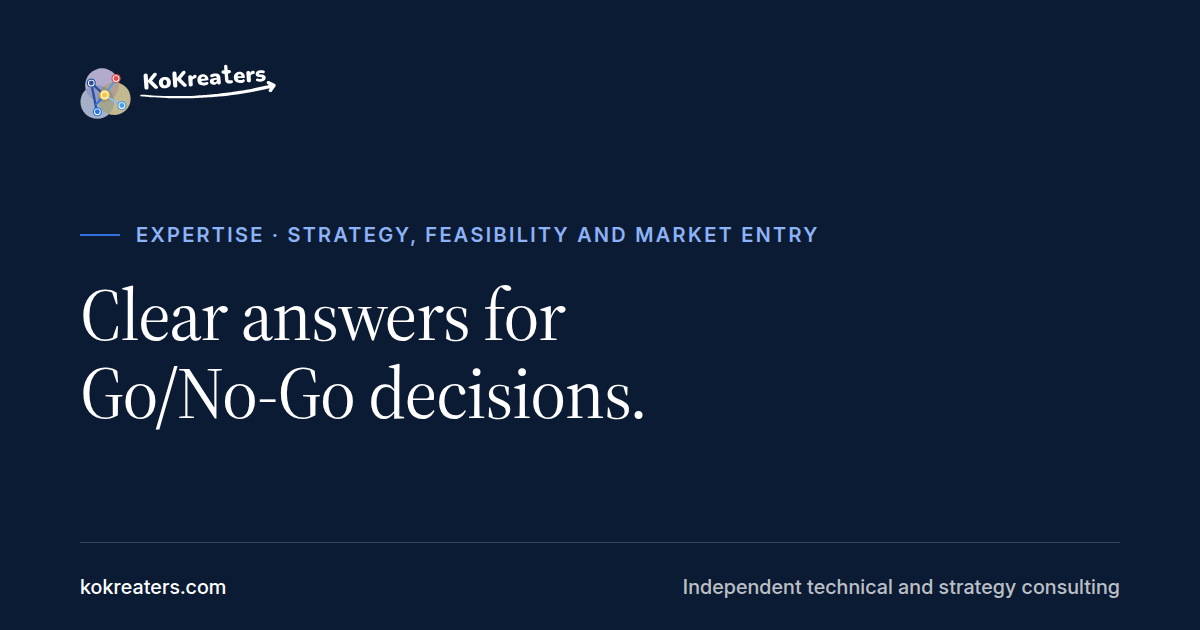 KoKreaters
EXPERTISE · STRATEGY, FEASIBILITY AND MARKET ENTRY
Clear answers for
Go/No-Go decisions.
kokreaters.com
Independent technical and strategy consulting